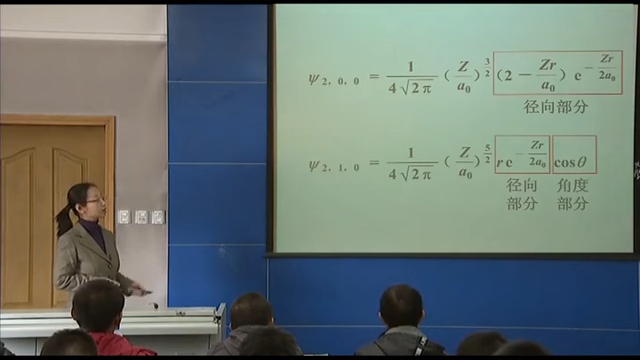 ψ₂,₀,₀ = 1/(4√(2π)) (Z/a₀)^(3/2) (2 − Zr/a₀) e^(−Zr/2a₀)
径向部分
ψ₂,₁,₀ = 1/(4√(2π)) (Z/a₀)^(5/2) r e^(−Zr/2a₀) cosθ
径向 角度
部分 部分